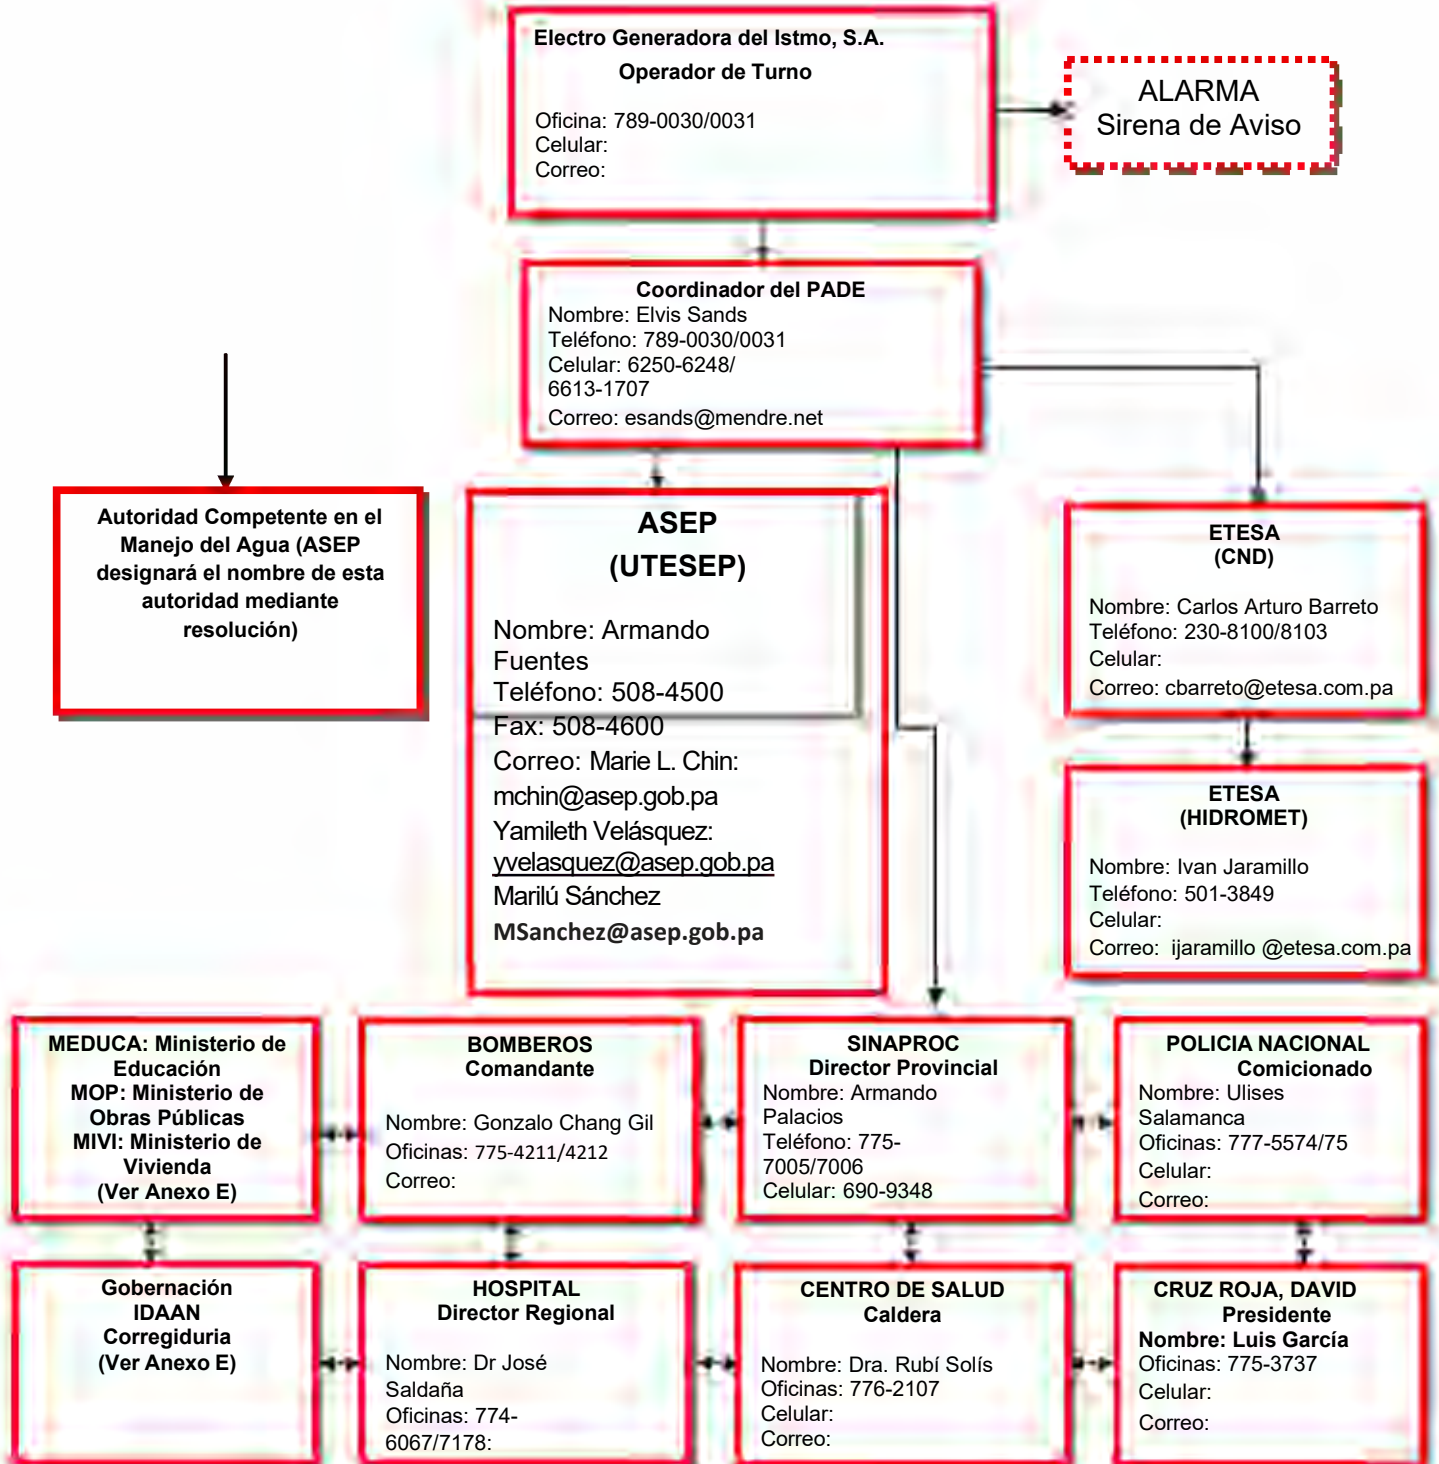 Electro Generadora del Istmo, S.A.
Operador de Turno
Oficina: 789-0030/0031
Celular:
Correo:
ALARMA
Sirena de Aviso
Coordinador del PADE
Nombre: Elvis Sands
Teléfono: 789-0030/0031
Celular: 6250-6248/
6613-1707
Correo: esands@mendre.net
Autoridad Competente en el
Manejo del Agua (ASEP
designará el nombre de esta
autoridad mediante
resolución)
ASEP
(UTESEP)
Nombre: Armando
Fuentes
Teléfono: 508-4500
Fax: 508-4600
Correo: Marie L. Chin:
mchin@asep.gob.pa
Yamileth Velásquez:
yvelasquez@asep.gob.pa
Marilú Sánchez
MSanchez@asep.gob.pa
ETESA
(CND)
Nombre: Carlos Arturo Barreto
Teléfono: 230-8100/8103
Celular:
Correo: cbarreto@etesa.com.pa
ETESA
(HIDROMET)
Nombre: Ivan Jaramillo
Teléfono: 501-3849
Celular:
Correo: ijaramillo @etesa.com.pa
MEDUCA: Ministerio de
Educación
MOP: Ministerio de
Obras Públicas
MIVI: Ministerio de
Vivienda
(Ver Anexo E)
BOMBEROS
Comandante
Nombre: Gonzalo Chang Gil
Oficinas: 775-4211/4212
Correo:
SINAPROC
Director Provincial
Nombre: Armando
Palacios
Teléfono: 775-
7005/7006
Celular: 690-9348
POLICIA NACIONAL
Comicionado
Nombre: Ulises
Salamanca
Oficinas: 777-5574/75
Celular:
Correo:
Gobernación
IDAAN
Corregiduria
(Ver Anexo E)
HOSPITAL
Director Regional
Nombre: Dr José
Saldaña
Oficinas: 774-
6067/7178:
CENTRO DE SALUD
Caldera
Nombre: Dra. Rubí Solís
Oficinas: 776-2107
Celular:
Correo:
CRUZ ROJA, DAVID
Presidente
Nombre: Luis García
Oficinas: 775-3737
Celular:
Correo: